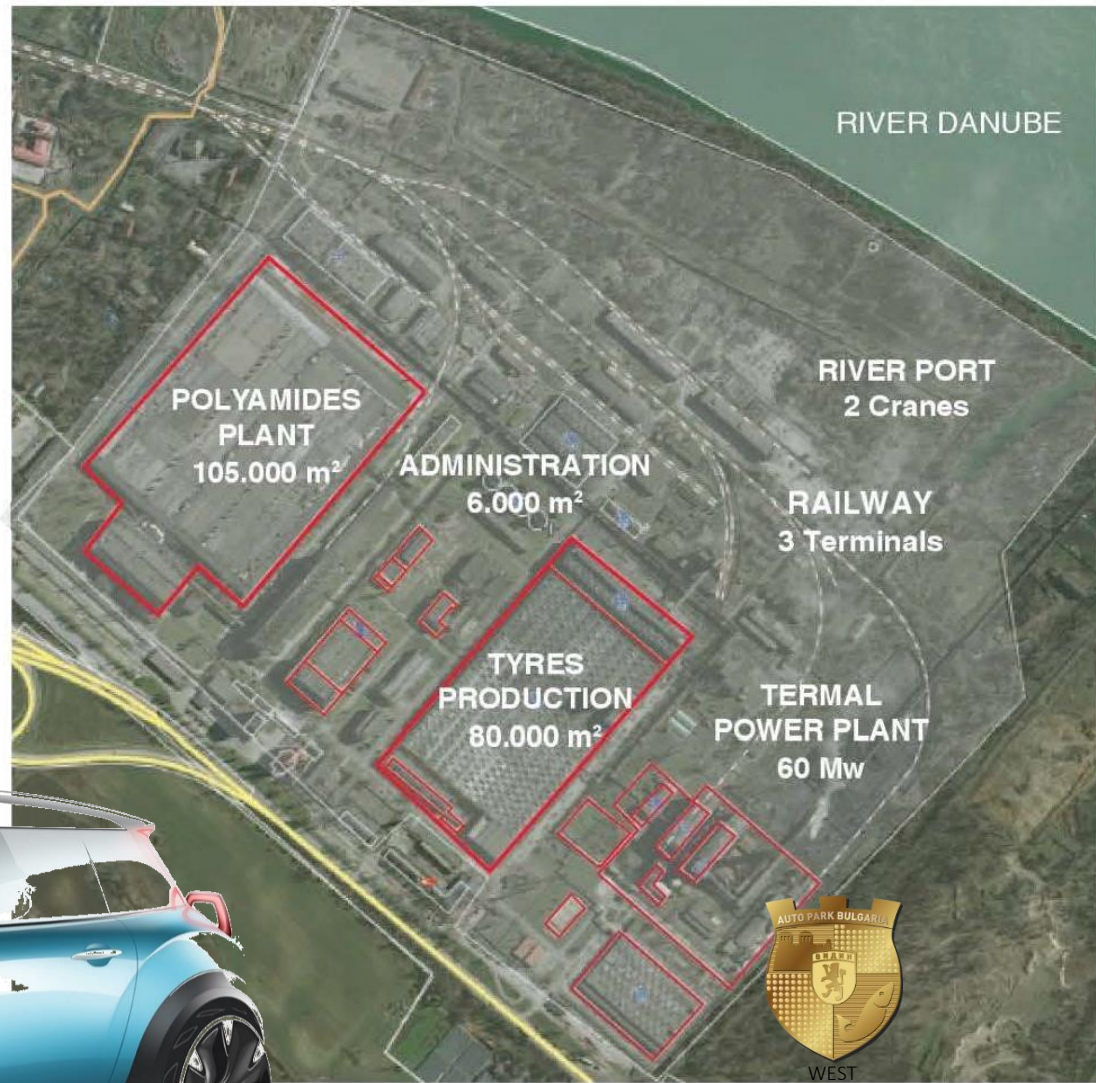 RIVER DANUBE
RIVER PORT
2 Cranes
POLYAMIDES
PLANT
105.000 m²
ADMINISTRATION
6.000 m²
RAILWAY
3 Terminals
TYRES
PRODUCTION
80.000 m²
TERMAL
POWER PLANT
60 Mw
AUTO PARK BULGARIA
ВИДИН
WEST